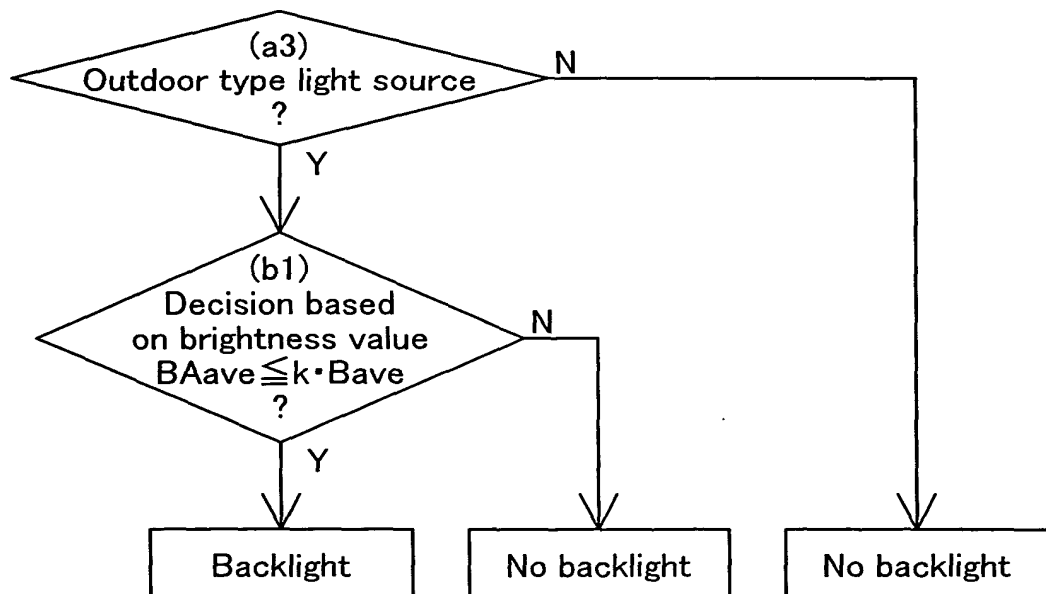 (a3)
Outdoor type light source
?
N
Y
(b1)
Decision based
on brightness value
BAave≦k･Bave
?
N
Y
Backlight
No backlight
No backlight